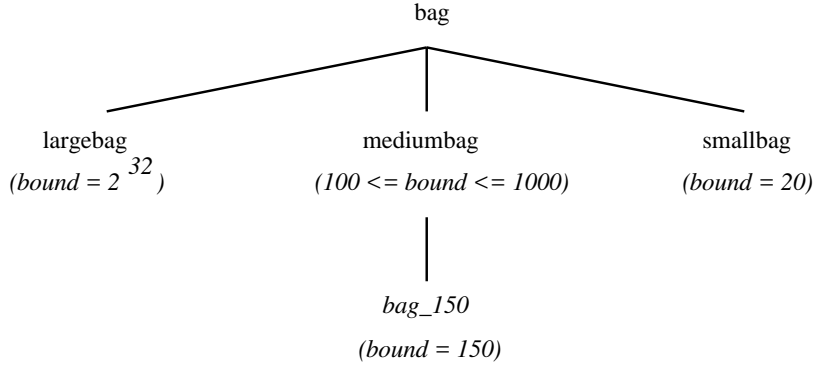 bag
largebag mediumbag smallbag
(bound = 2^32) (100 <= bound <= 1000) (bound = 20)
bag_150
(bound = 150)